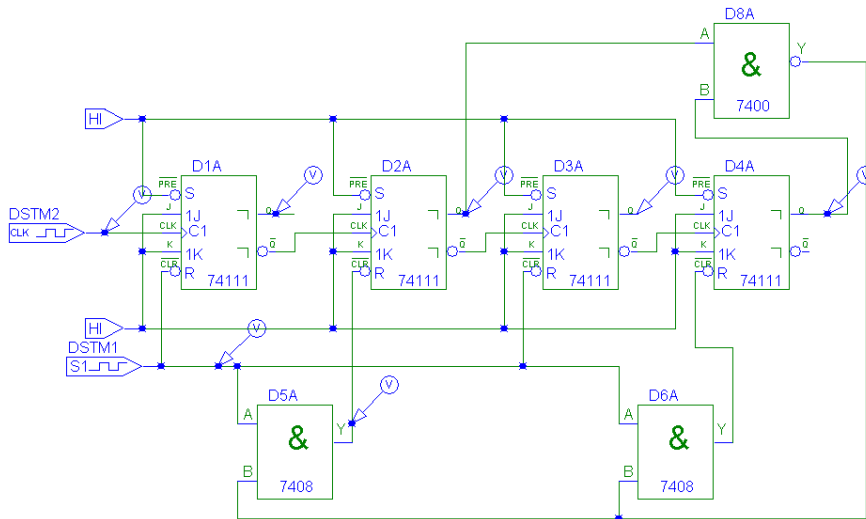 D8A
A
Y
&
B
7400
HI
D1A
D2A
D3A
D4A
V
V
V
V
V
PRE
S
PRE
S
PRE
S
PRE
S
J
1J
Q
J
1J
Q
J
1J
Q
J
1J
Q
DSTM2
CLK
CLK
C1
CLK
C1
CLK
C1
CLK
C1
K
1K
Q
K
1K
Q
K
1K
Q
K
1K
Q
CLR
R
CLR
R
CLR
R
CLR
R
74111
74111
74111
74111
HI
V
DSTM1
S1
D5A
V
D6A
A
Y
A
Y
&
&
B
B
7408
7408